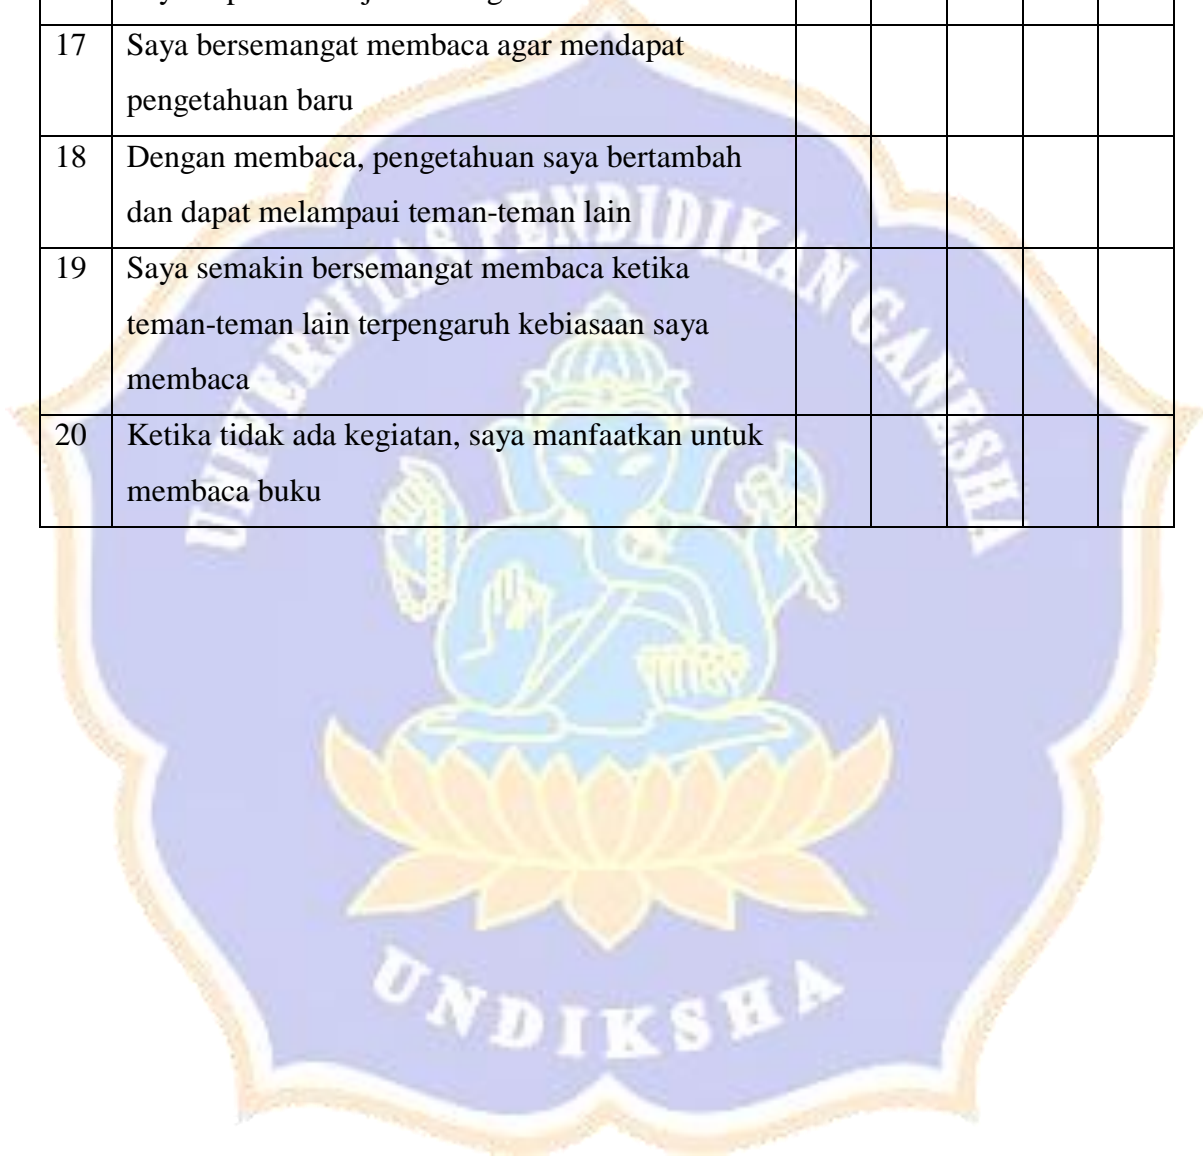 17 Saya bersemangat membaca agar mendapat
pengetahuan baru
18 Dengan membaca, pengetahuan saya bertambah
dan dapat melampaui teman-teman lain
19 Saya semakin bersemangat membaca ketika
teman-teman lain terpengaruh kebiasaan saya
membaca
20 Ketika tidak ada kegiatan, saya manfaatkan untuk
membaca buku
UNIVERSITAS PENDIDIKAN GANESHA
UNDIKSHA